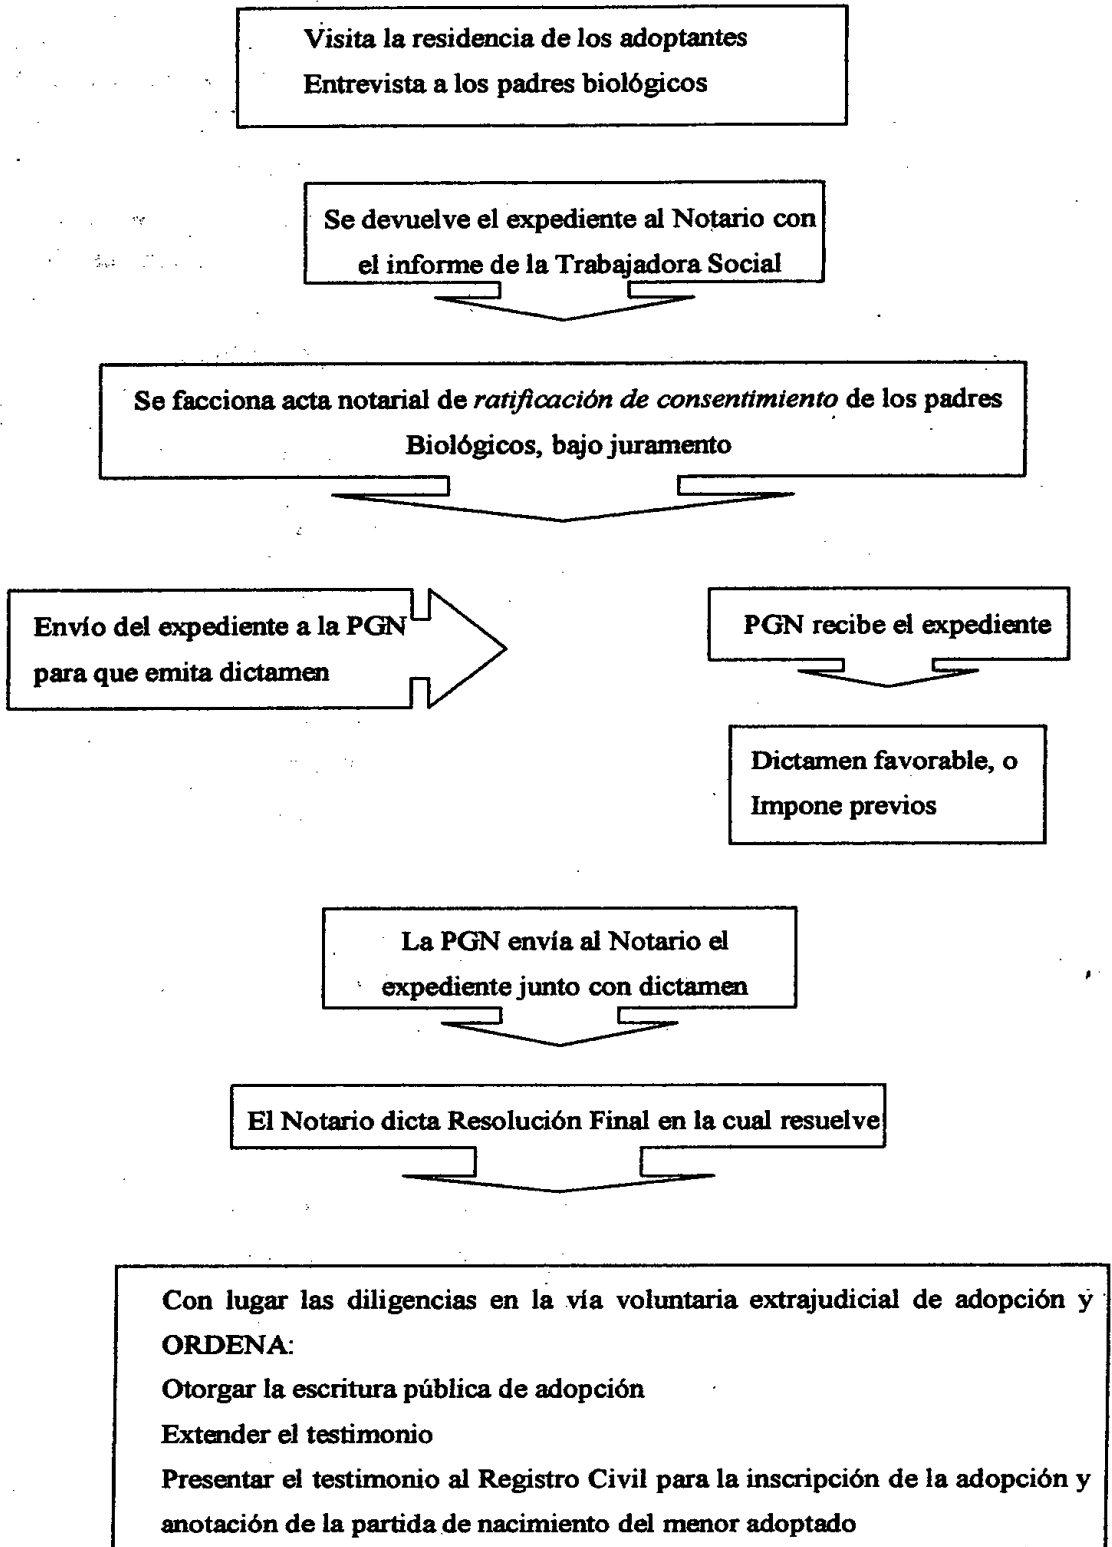 Visita la residencia de los adoptantes
Entrevista a los padres biológicos
Se devuelve el expediente al Notario con
el informe de la Trabajadora Social
Se facciona acta notarial de ratificación de consentimiento de los padres
Biológicos, bajo juramento
Envío del expediente a la PGN
para que emita dictamen
PGN recibe el expediente
Dictamen favorable, o
Impone previos
La PGN envía al Notario el
expediente junto con dictamen
El Notario dicta Resolución Final en la cual resuelve
Con lugar las diligencias en la vía voluntaria extrajudicial de adopción y
ORDENA:
Otorgar la escritura pública de adopción
Extender el testimonio
Presentar el testimonio al Registro Civil para la inscripción de la adopción y
anotación de la partida de nacimiento del menor adoptado